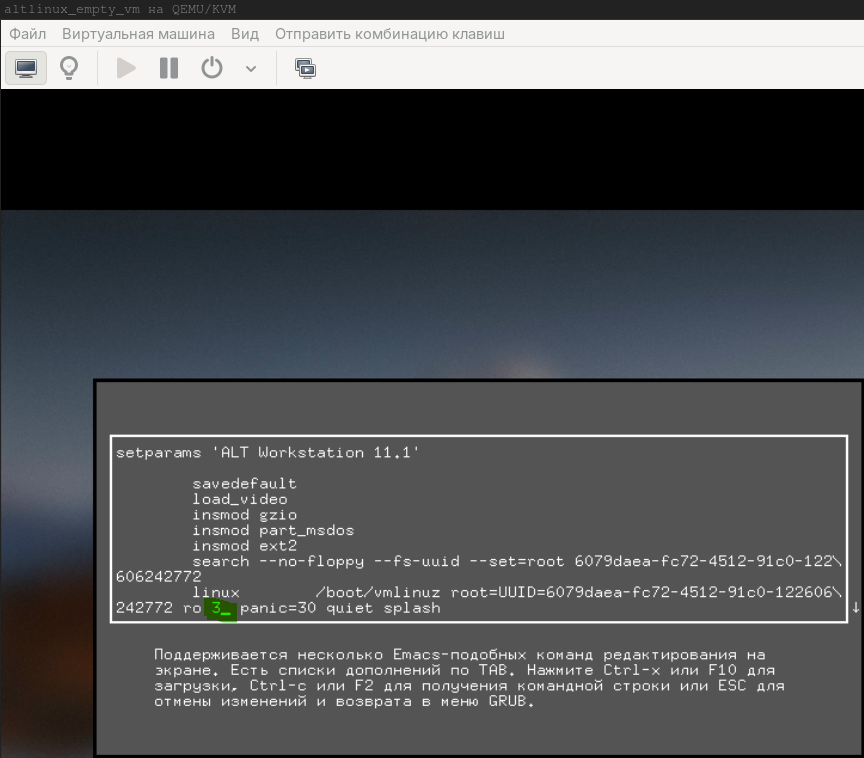 altlinux_empty_vm на QEMU/KVM
Файл Виртуальная машина Вид Отправить комбинацию клавиш
setparams 'ALT Workstation 11.1'
savedefault
load_video
insmod gzio
insmod part_msdos
insmod ext2
search --no-floppy --fs-uuid --set=root 6079daea-fc72-4512-91c0-122\
606242772
linux /boot/vmlinuz root=UUID=6079daea-fc72-4512-91c0-122606\
242772 ro 3_ panic=30 quiet splash ↓
Поддерживается несколько Emacs-подобных команд редактирования на
экране. Есть списки дополнений по TAB. Нажмите Ctrl-x или F10 для
загрузки, Ctrl-c или F2 для получения командной строки или ESC для
отмены изменений и возврата в меню GRUB.